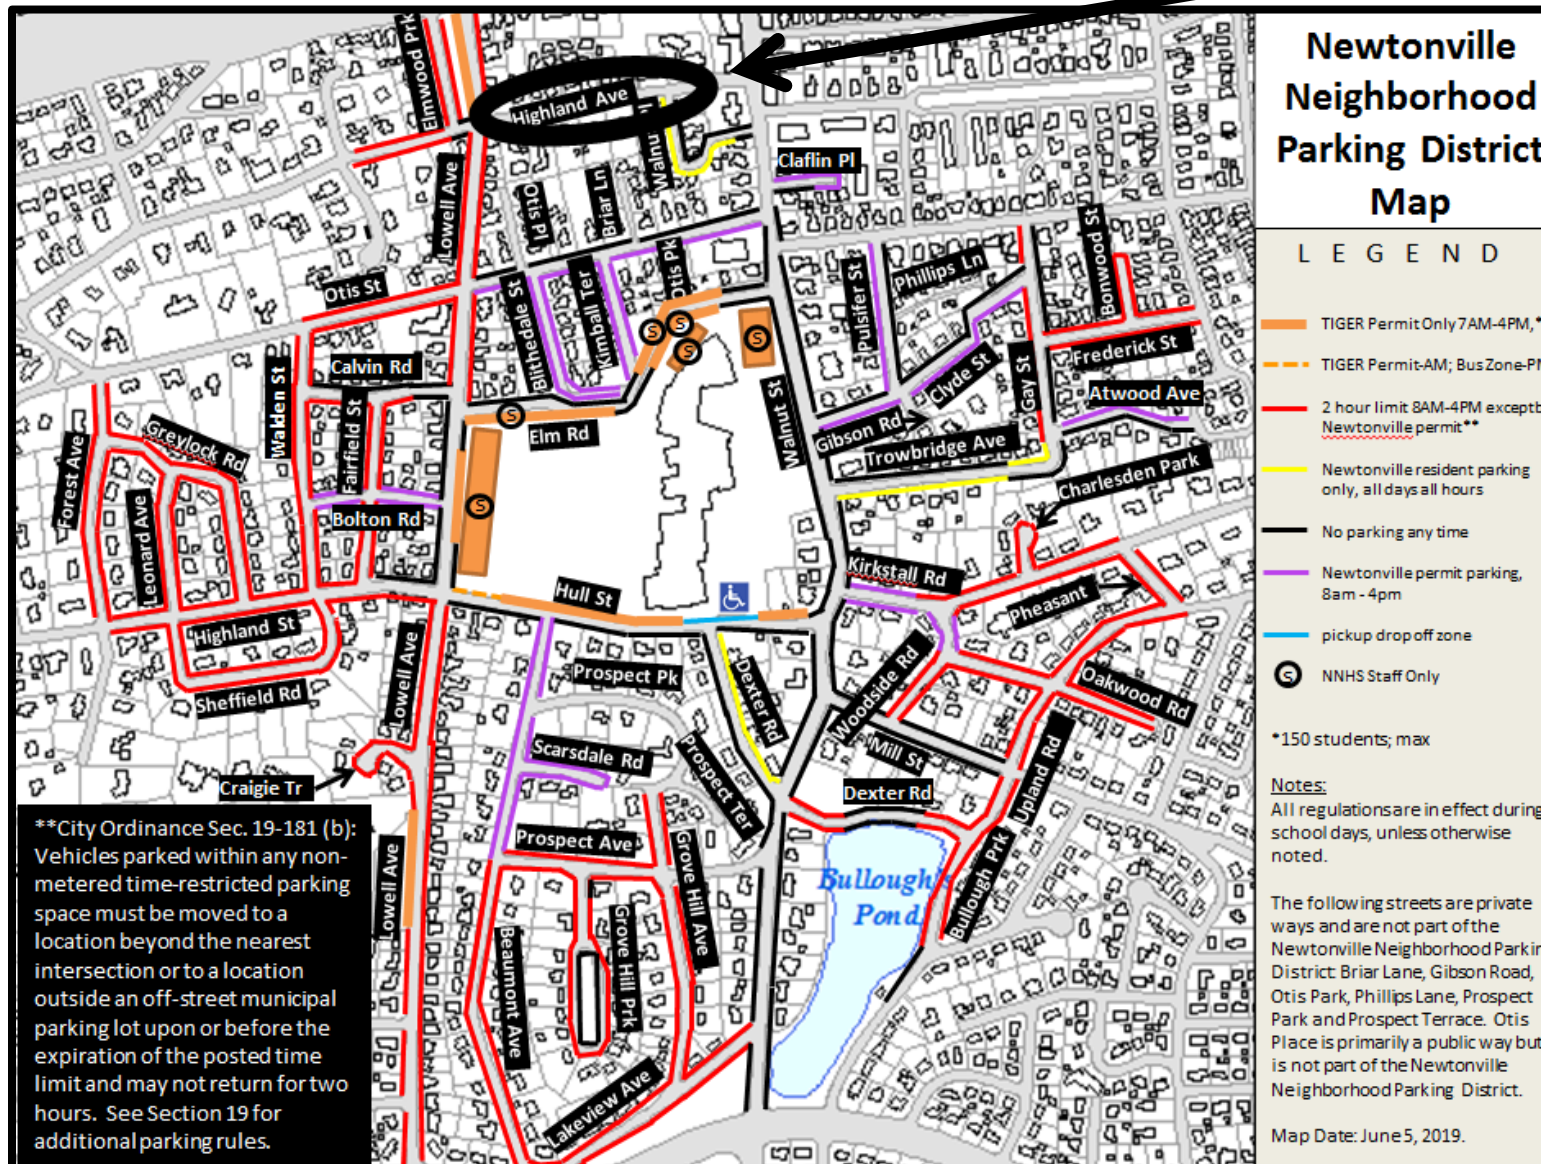 Newtonville
Neighborhood
Parking District
Map
L E G E N D
TIGER Permit Only 7AM-4PM,*
TIGER Permit-AM; Bus Zone-PM
2 hour limit 8AM-4PM exceptb
Newtonville permit**
Newtonville resident parking
only, all days all hours
No parking any time
Newtonville permit parking,
8am - 4pm
pickup drop off zone
S NNHS Staff Only
*150 students; max
Notes:
All regulations are in effect during
school days, unless otherwise
noted.
The following streets are private
ways and are not part of the
Newtonville Neighborhood Parkin
District: Briar Lane, Gibson Road,
Otis Park, Phillips Lane, Prospect
Park and Prospect Terrace. Otis
Place is primarily a public way but
is not part of the Newtonville
Neighborhood Parking District.
Map Date: June 5, 2019.
Elmwood Prk
Highland Ave
Walnut Pl
Claflin Pl
Lowell Ave
Otis Pl
Briar Ln
Otis Pk
Otis St
Blithedale St
Kimball Ter
Pulsifer St
Phillips Ln
Bonwood St
Calvin Rd
Walden St
Fairfield St
Clyde St
Gay St
Frederick St
Atwood Ave
Greylock Rd
Forest Ave
Leonard Ave
Elm Rd
S
S
S
S
S
S
Walnut St
Gibson Rd
Trowbridge Ave
Charlesden Park
Bolton Rd
Hull St
Kirkstall Rd
Pheasant
Highland St
Sheffield Rd
Lowell Ave
Prospect Pk
Dexter Rd
Woodside Rd
Oakwood Rd
Scarsdale Rd
Prospect Ter
Mill St
Upland Rd
Craigie Tr
Dexter Rd
Prospect Ave
Grove Hill Ave
Lowell Ave
Bullough's
Pond
Bullough Prk
Beaumont Ave
Grove Hill Prk
Lakeview Ave
**City Ordinance Sec. 19-181 (b):
Vehicles parked within any non-
metered time-restricted parking
space must be moved to a
location beyond the nearest
intersection or to a location
outside an off-street municipal
parking lot upon or before the
expiration of the posted time
limit and may not return for two
hours. See Section 19 for
additional parking rules.